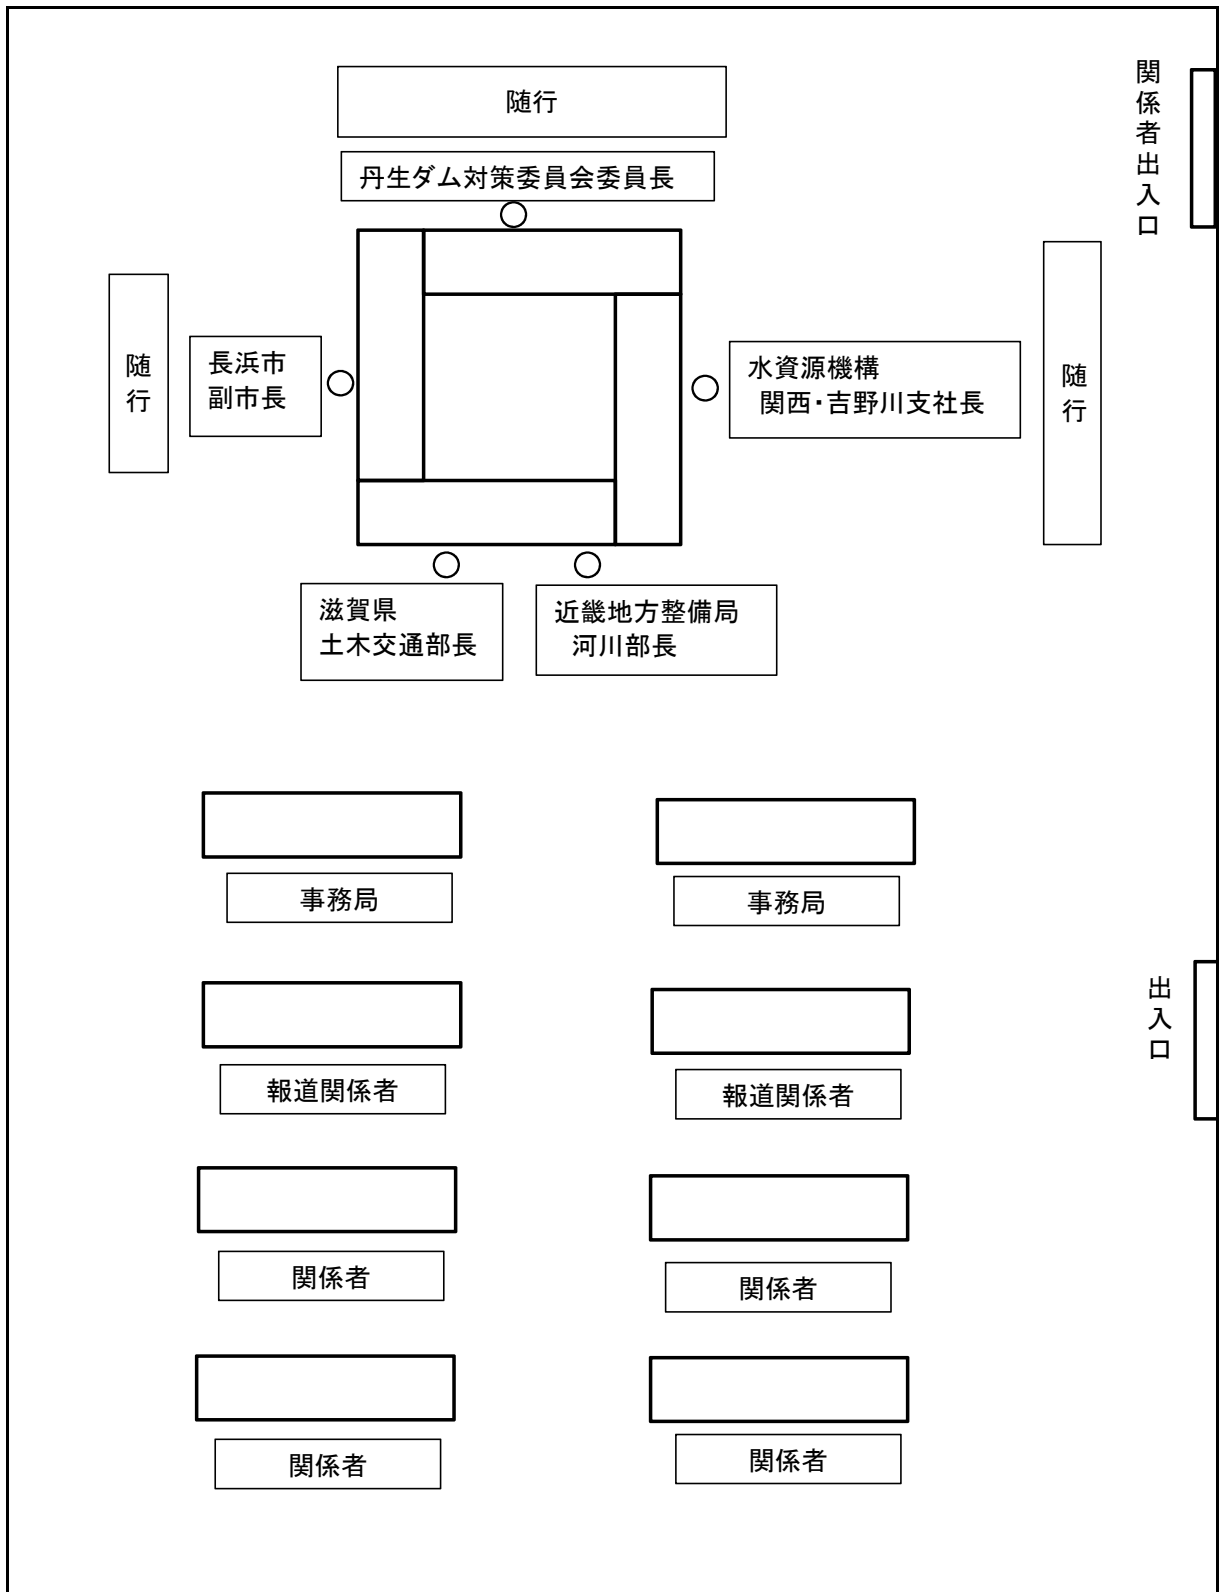 随行
関係者出入口
丹生ダム対策委員会委員長
随行
長浜市
副市長
水資源機構
関西・吉野川支社長
随行
滋賀県
土木交通部長
近畿地方整備局
河川部長
事務局
事務局
出入口
報道関係者
報道関係者
関係者
関係者
関係者
関係者